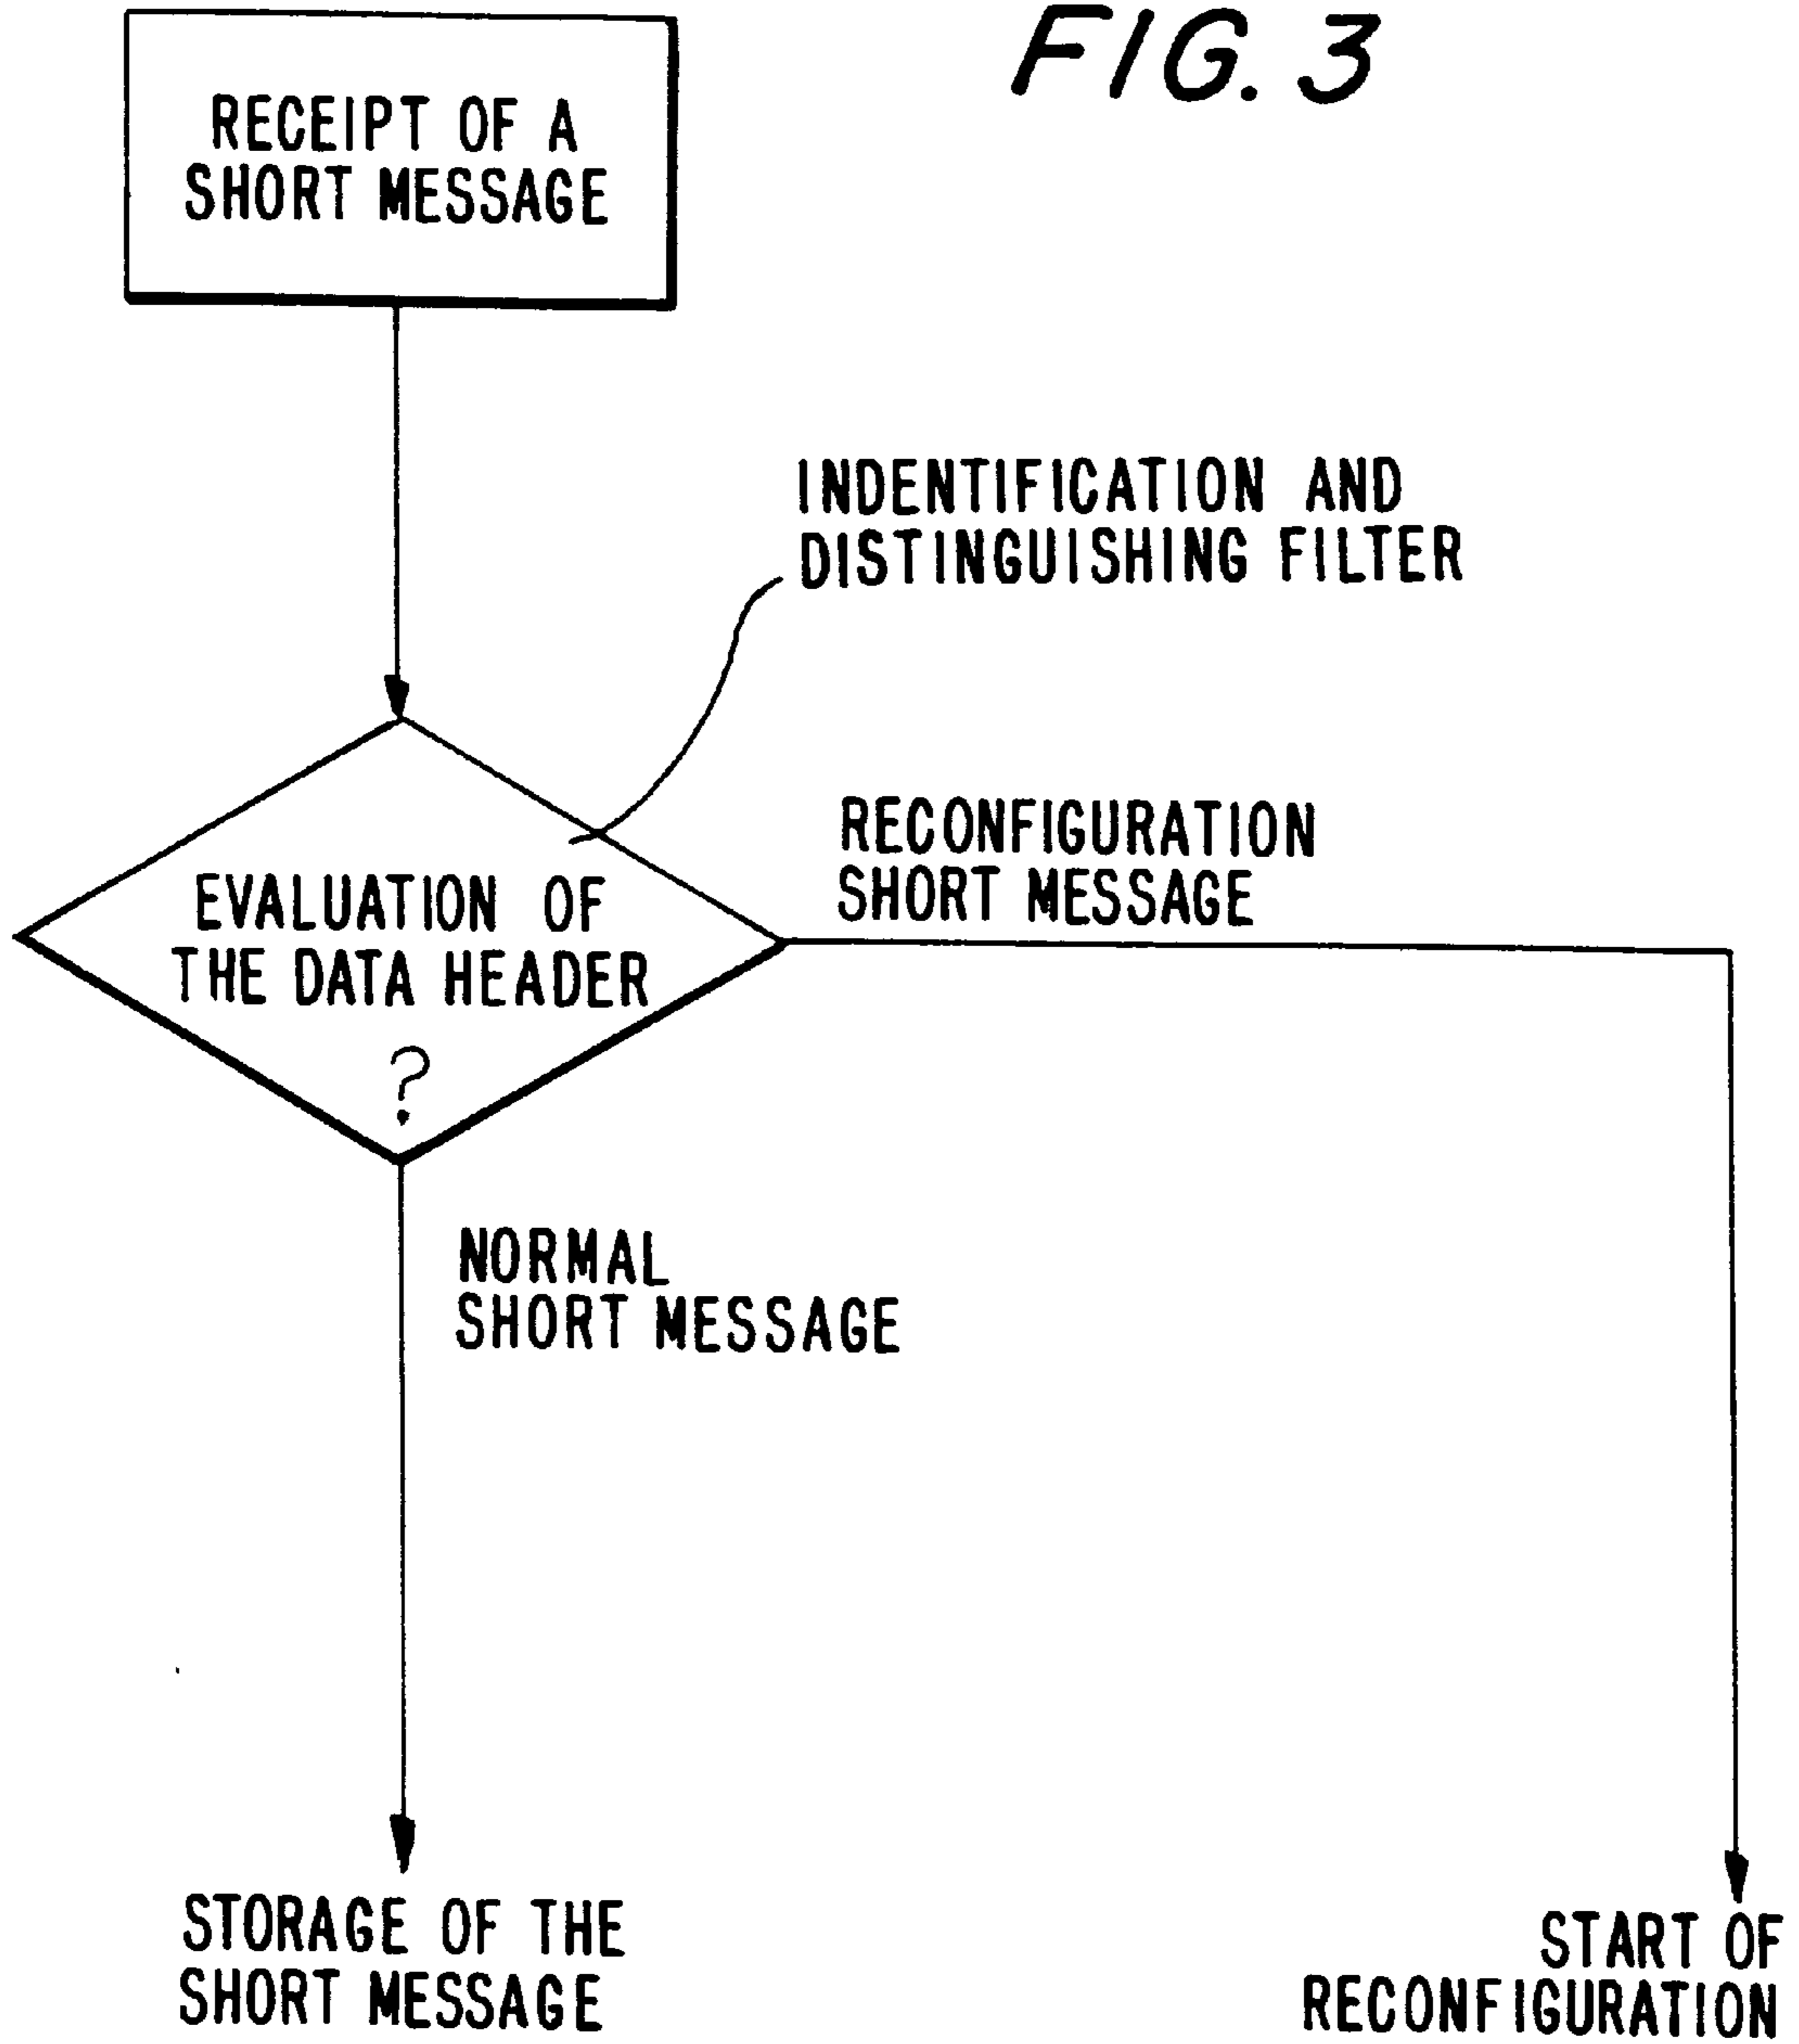 FIG. 3
RECEIPT OF A
SHORT MESSAGE
INDENTIFICATION AND
DISTINGUISHING FILTER
RECONFIGURATION
SHORT MESSAGE
EVALUATION OF
THE DATA HEADER
?
NORMAL
SHORT MESSAGE
STORAGE OF THE
SHORT MESSAGE
START OF
RECONFIGURATION